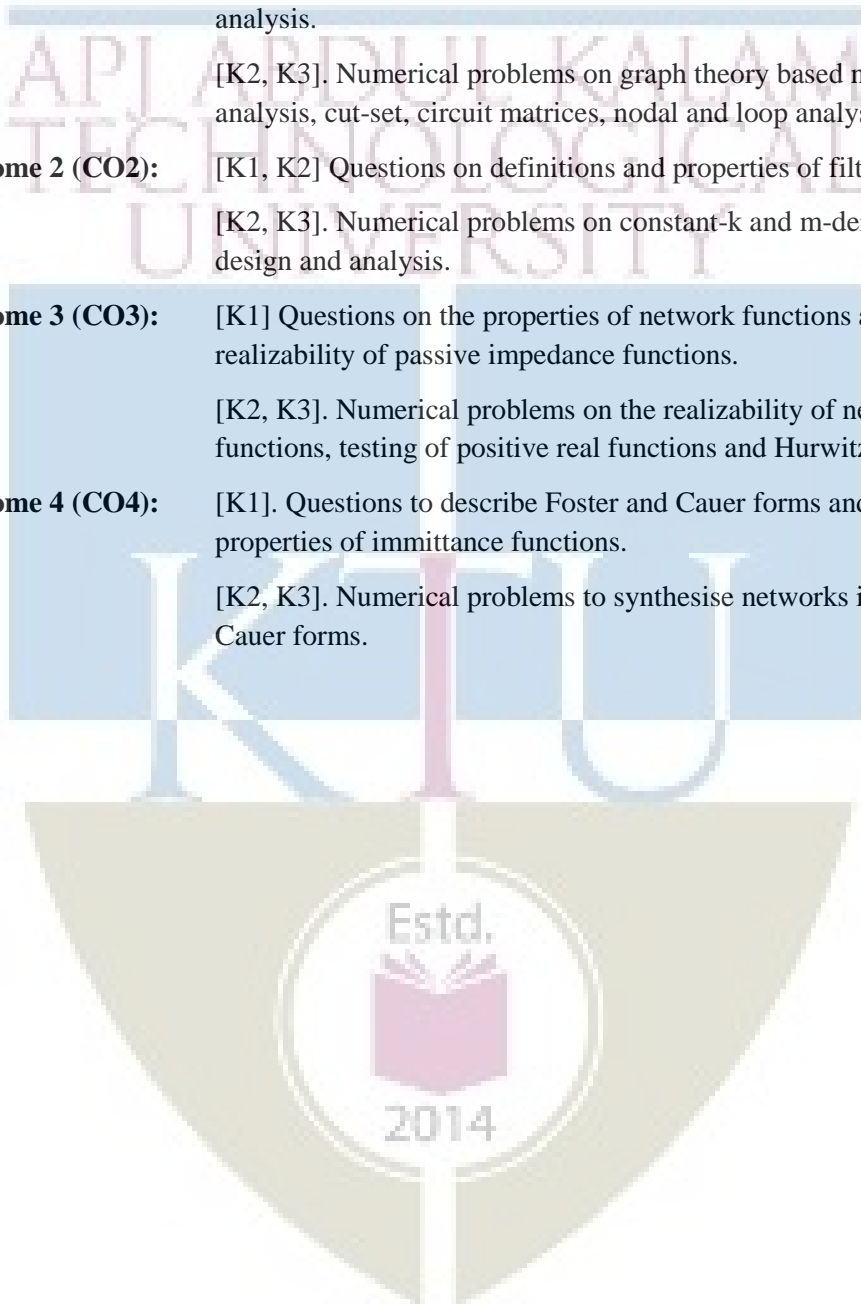 analysis.
[K2, K3]. Numerical problems on graph theory based n
analysis, cut-set, circuit matrices, nodal and loop analys
ome 2 (CO2): [K1, K2] Questions on definitions and properties of filt
[K2, K3]. Numerical problems on constant-k and m-der
design and analysis.
ome 3 (CO3): [K1] Questions on the properties of network functions a
realizability of passive impedance functions.
[K2, K3]. Numerical problems on the realizability of ne
functions, testing of positive real functions and Hurwitz
ome 4 (CO4): [K1]. Questions to describe Foster and Cauer forms and
properties of immittance functions.
[K2, K3]. Numerical problems to synthesise networks i
Cauer forms.
APJ ABDUL KALAM
TECHNOLOGICAL
UNIVERSITY
KTU
Estd.
2014